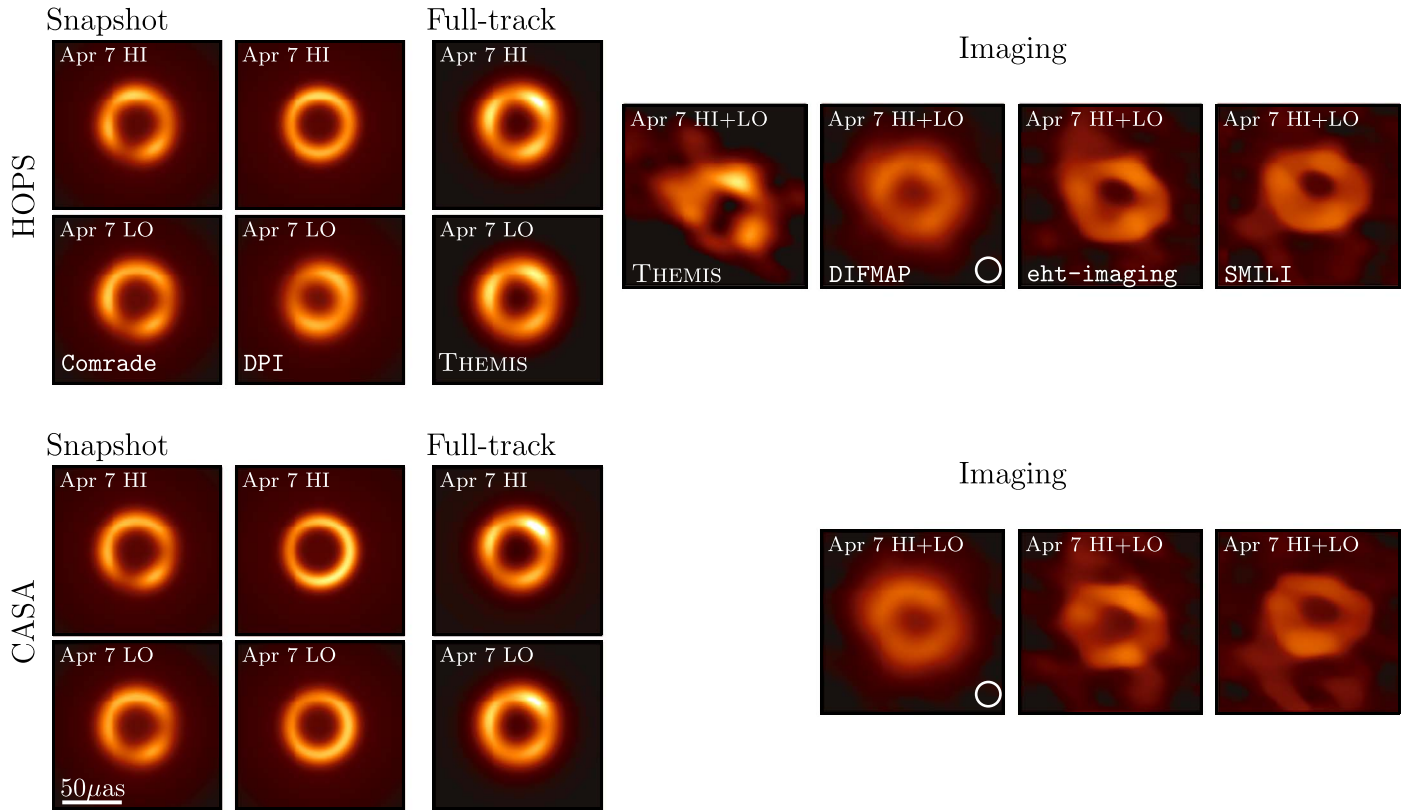 Snapshot
Full-track
Imaging
HOPS
Apr 7 HI
Apr 7 HI
Apr 7 HI
Apr 7 HI+LO
Apr 7 HI+LO
Apr 7 HI+LO
Apr 7 HI+LO
Apr 7 LO
Apr 7 LO
Apr 7 LO
THEMIS
DIFMAP
eht-imaging
SMILI
Comrade
DPI
THEMIS
Snapshot
Full-track
Imaging
CASA
Apr 7 HI
Apr 7 HI
Apr 7 HI
Apr 7 HI+LO
Apr 7 HI+LO
Apr 7 HI+LO
Apr 7 LO
Apr 7 LO
Apr 7 LO
50μas